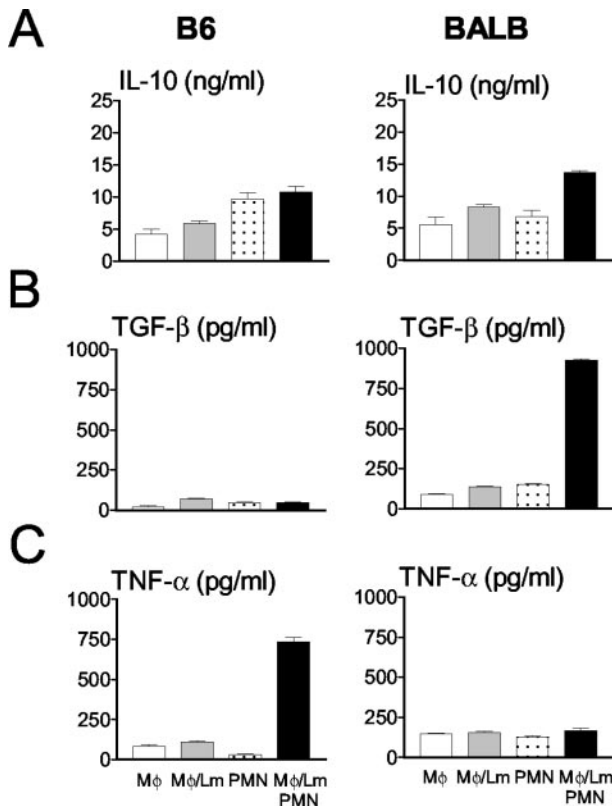 A
B6
BALB
IL-10 (ng/ml)
25
20
15
10
5
0
IL-10 (ng/ml)
25
20
15
10
5
0
B
TGF-β (pg/ml)
1000
750
500
250
0
TGF-β (pg/ml)
1000
750
500
250
0
C
TNF-α (pg/ml)
1000
750
500
250
0
Mϕ Mϕ/Lm PMN Mϕ/Lm
PMN
TNF-α (pg/ml)
1000
750
500
250
0
Mϕ Mϕ/Lm PMN Mϕ/Lm
PMN